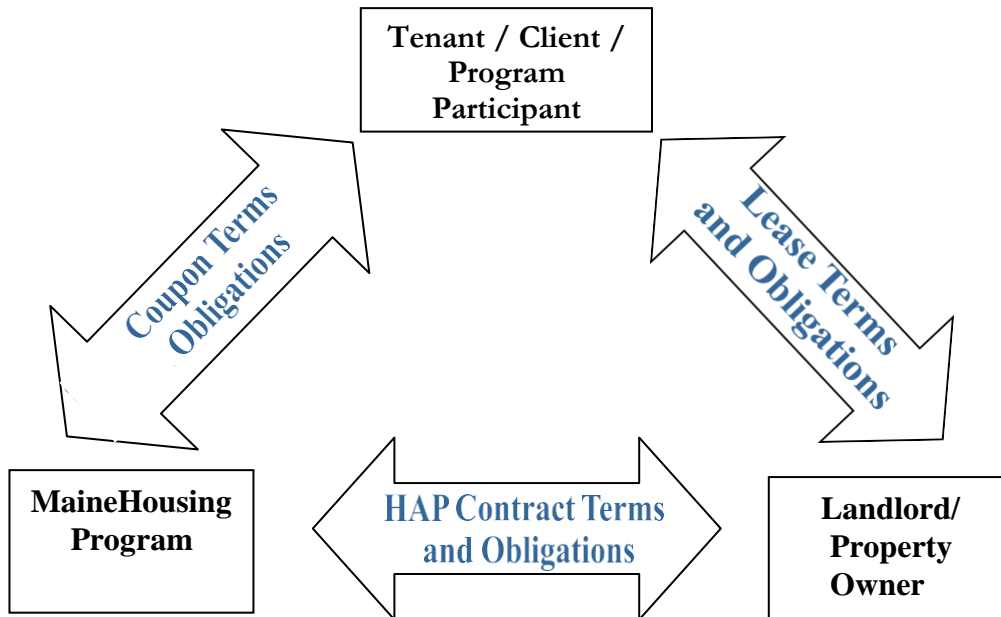 Tenant / Client /
Program
Participant
Coupon Terms
Obligations
Lease Terms
and Obligations
MaineHousing
Program
HAP Contract Terms
and Obligations
Landlord/
Property
Owner